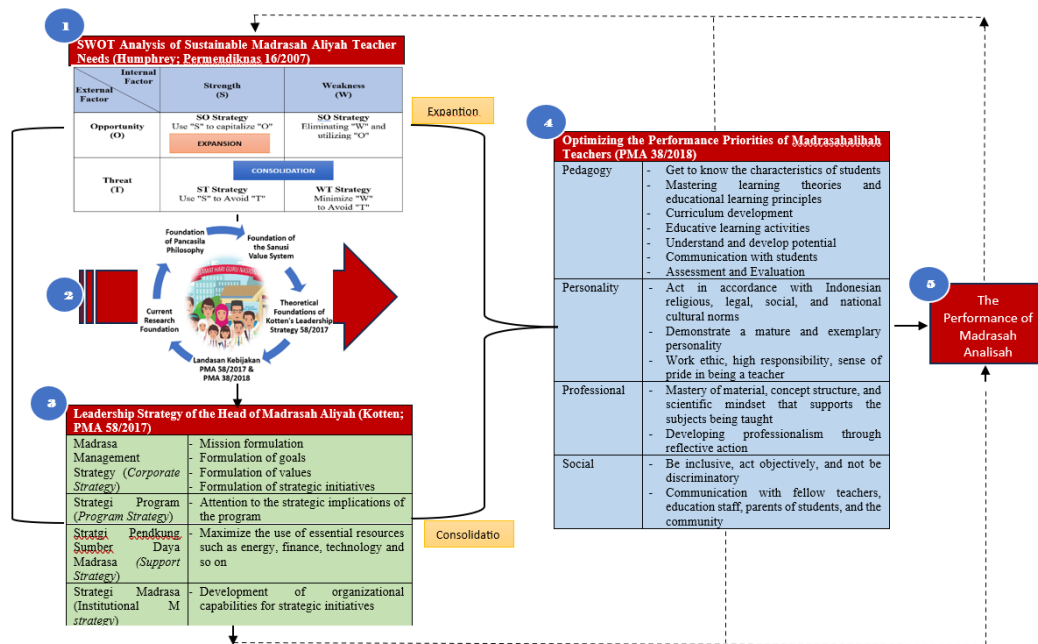 1
SWOT Analysis of Sustainable Madrasah Aliyah Teacher
Needs (Humphrey; Permendiknas 16/2007)
Internal
Factor
External
Factor
Strength
(S)
Weakness
(W)
Opportunity
(O)
SO Strategy
Use "S" to capitalize "O"
EXPANSION
SO Strategy
Eliminating "W" and
utilizing "O"
CONSOLIDATION
Threat
(T)
ST Strategy
Use "S" to Avoid "T"
WT Strategy
Minimize "W"
to Avoid "T"
Expantion
2
Foundation
of Pancasila
Philosophy
Foundation of
the Sanusi
Value System
Theoretical
Foundations of
Kotten's Leadership
Strategy 58/2017
Landasan Kebijakan
PMA 58/2017 &
PMA 38/2018
Current
Research
Foundation
HARI GURU
3
Leadership Strategy of the Head of Madrasah Aliyah (Kotten;
PMA 58/2017)
Madrasa
Management
Strategy (Corporate
Strategy)
- Mission formulation
- Formulation of goals
- Formulation of values
- Formulation of strategic initiatives
Strategi Program
(Program Strategy)
- Attention to the strategic implications of
the program
Stratgi Pendkung
Sumber Daya
Madrasa (Support
Strategy)
- Maximize the use of essential resources
such as energy, finance, technology and
so on
Strategi Madrasa
(Institutional M
strategy)
- Development of organizational
capabilities for strategic initiatives
Consolidatio
4
Optimizing the Performance Priorities of Madrasahalihah
Teachers (PMA 38/2018)
Pedagogy
- Get to know the characteristics of students
- Mastering learning theories and
educational learning principles
- Curriculum development
- Educative learning activities
- Understand and develop potential
- Communication with students
- Assessment and Evaluation
Personality
- Act in accordance with Indonesian
religious, legal, social, and national
cultural norms
- Demonstrate a mature and exemplary
personality
- Work ethic, high responsibility, sense of
pride in being a teacher
Professional
- Mastery of material, concept structure, and
scientific mindset that supports the
subjects being taught
- Developing professionalism through
reflective action
Social
- Be inclusive, act objectively, and not be
discriminatory
- Communication with fellow teachers,
education staff, parents of students, and the
community
5
The
Performance of
Madrasah
Analisah